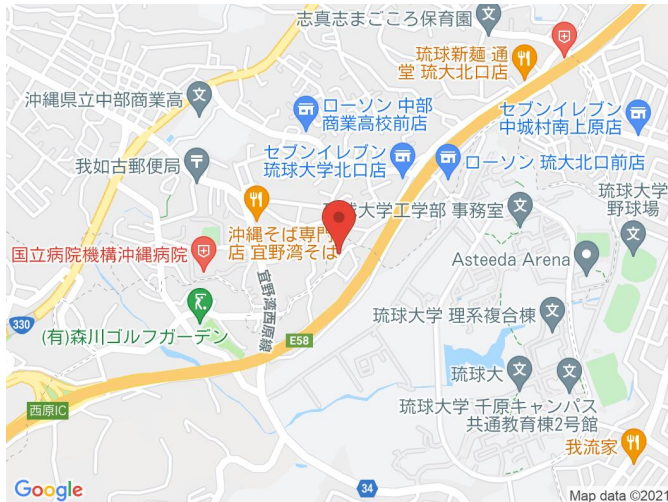 志真志まごころ保育園
琉球新麺 通
堂 琉大北口店
沖縄県立中部商業高
ローソン 中部
商業高校前店
セブンイレブン
中城村南上原店
我如古郵便局
セブンイレブン
琉球大学北口店
ローソン 琉大北口前店
琉球大学
野球場
大学工学部 事務室
沖縄そば専門
店 宜野湾そば
国立病院機構沖縄病院
Asteeda Arena
宜野湾西原線
330
(有)森川ゴルフガーデン
E58
琉球大学 理系複合棟
琉球大
西原IC
琉球大学 千原キャンパス
共通教育棟2号館
我流家
34
Google
Map data ©202